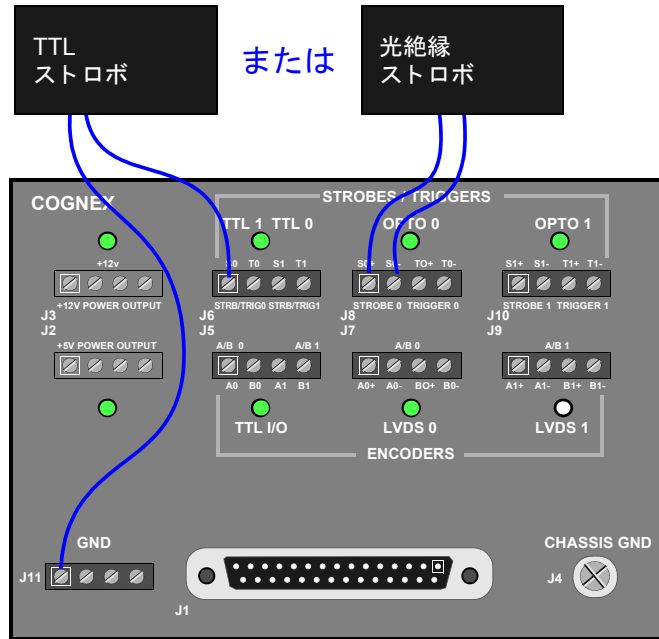 TTL
ストロボ
または
光絶縁
ストロボ
COGNEX
STROBES / TRIGGERS
TTL 1 TTL 0
OPTO 0
OPTO 1
+12v
S0 T0 S1 T1
S0+ S0- TO+ T0-
S1+ S1- T1+ T1-
+12V POWER OUTPUT
STRB/TRIG0 STRB/TRIG1
STROBE 0 TRIGGER 0
STROBE 1 TRIGGER 1
J3
J6
J8
J10
J2
J5
J7
J9
+5V POWER OUTPUT
A/B 0
A/B 1
A/B 0
A/B 1
A0 B0 A1 B1
A0+ A0- BO+ B0-
A1+ A1- B1+ B1-
TTL I/O
LVDS 0
LVDS 1
ENCODERS
GND
CHASSIS GND
J11
J4
J1